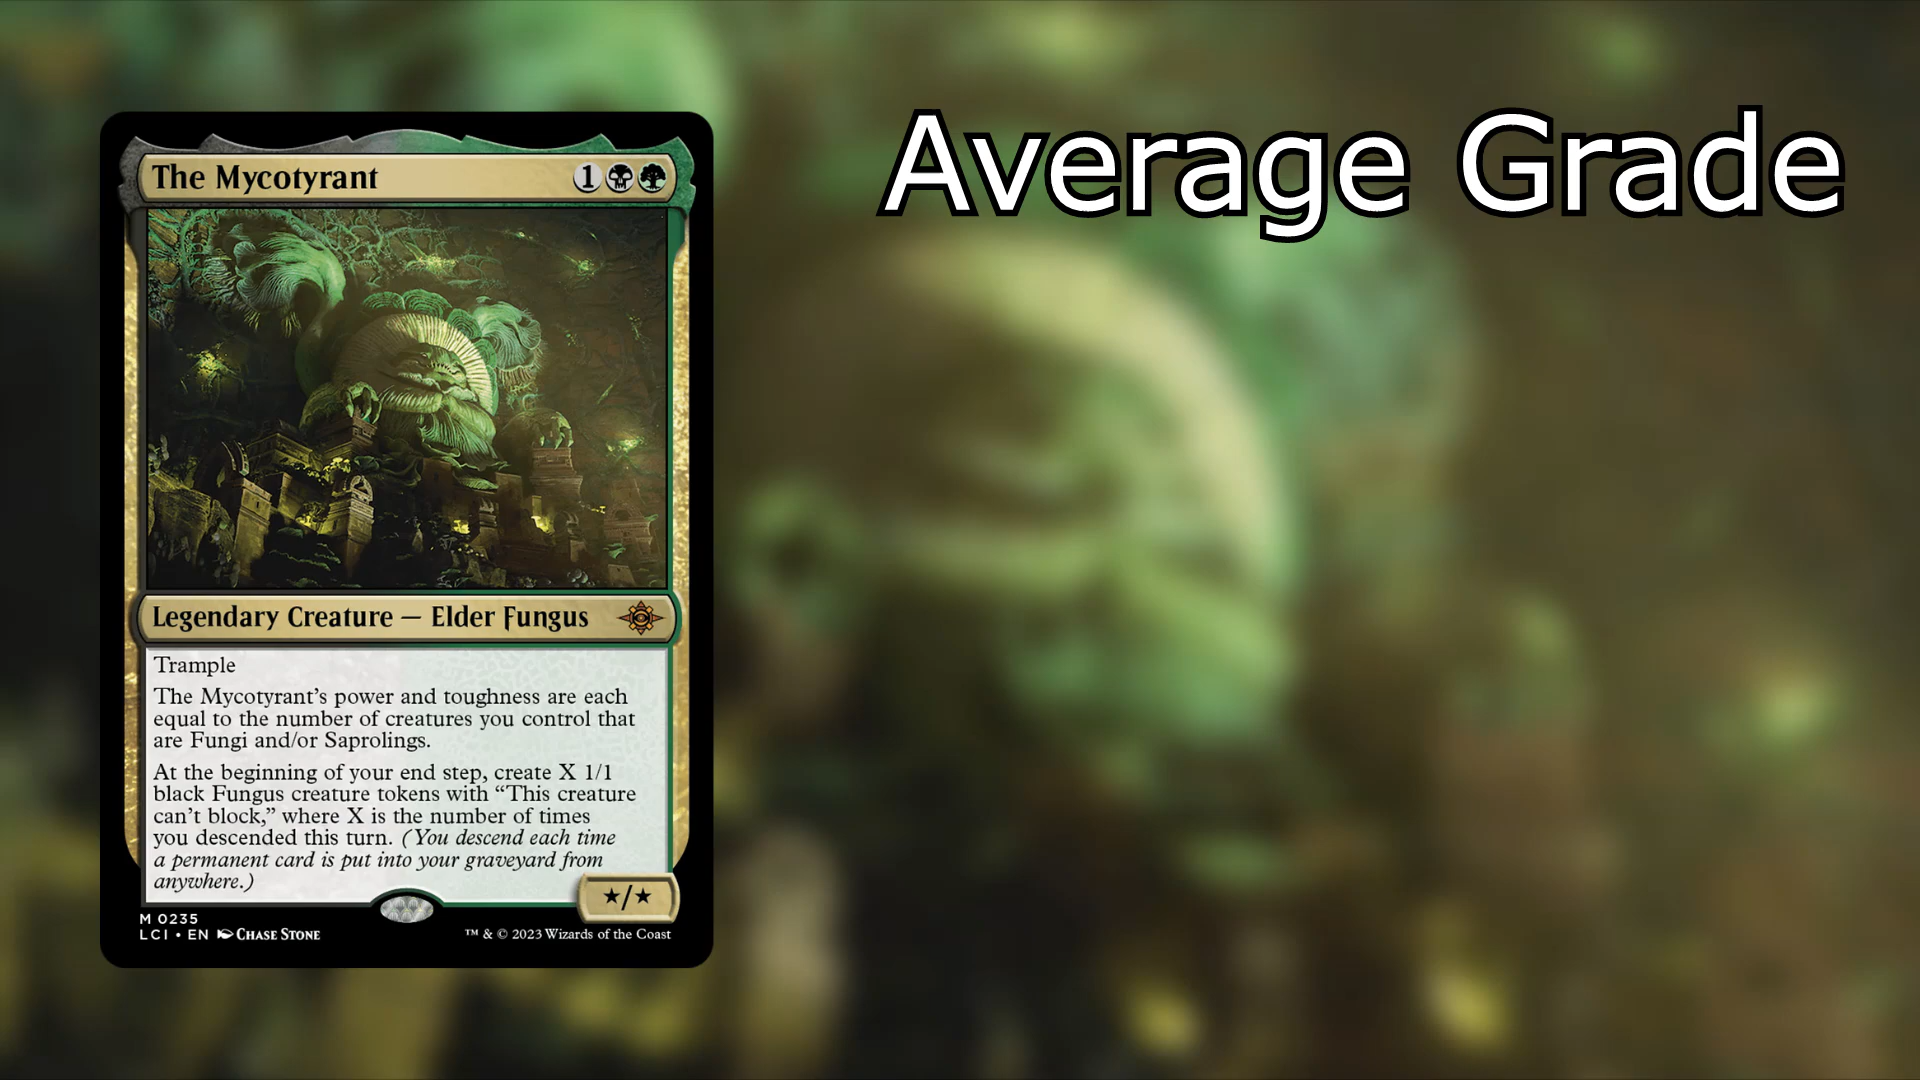 Average Grade
The Mycotyrant 1
Legendary Creature — Elder Fungus
Trample
The Mycotyrant's power and toughness are each
equal to the number of creatures you control that
are Fungi and/or Saprolings.
At the beginning of your end step, create X 1/1
black Fungus creature tokens with “This creature
can't block,” where X is the number of times
you descended this turn. (You descend each time
a permanent card is put into your graveyard from
anywhere.)
★/★
M 0235
LCI • EN CHASE STONE
™ & © 2023 Wizards of the Coast